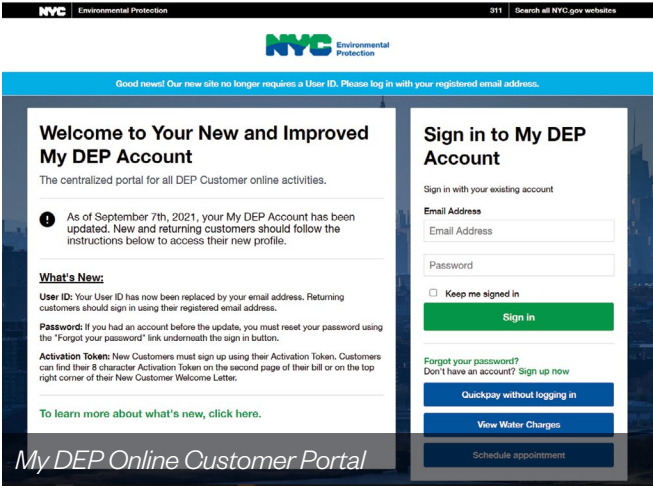 NYC Environmental Protection 311 Search all NYC.gov websites
NYC Environmental
Protection
Good news! Our new site no longer requires a User ID. Please log in with your registered email address.
Welcome to Your New and Improved
My DEP Account
The centralized portal for all DEP Customer online activities.
As of September 7th, 2021, your My DEP Account has been
updated. New and returning customers should follow the
instructions below to access their new profile.
What's New:
User ID: Your User ID has now been replaced by your email address. Returning
customers should sign in using their registered email address.
Password: If you had an account before the update, you must reset your password using
the "Forgot your password" link underneath the sign in button.
Activation Token: New Customers must sign up using their Activation Token. Customers
can find their 8 character Activation Token on the second page of their bill or on the top
right corner of their New Customer Welcome Letter.
To learn more about what's new, click here.
Sign in to My DEP
Account
Sign in with your existing account
Email Address
Email Address
Password
Keep me signed in
Sign in
Forgot your password?
Don't have an account? Sign up now
Quickpay without logging in
View Water Charges
Schedule appointment
My DEP Online Customer Portal